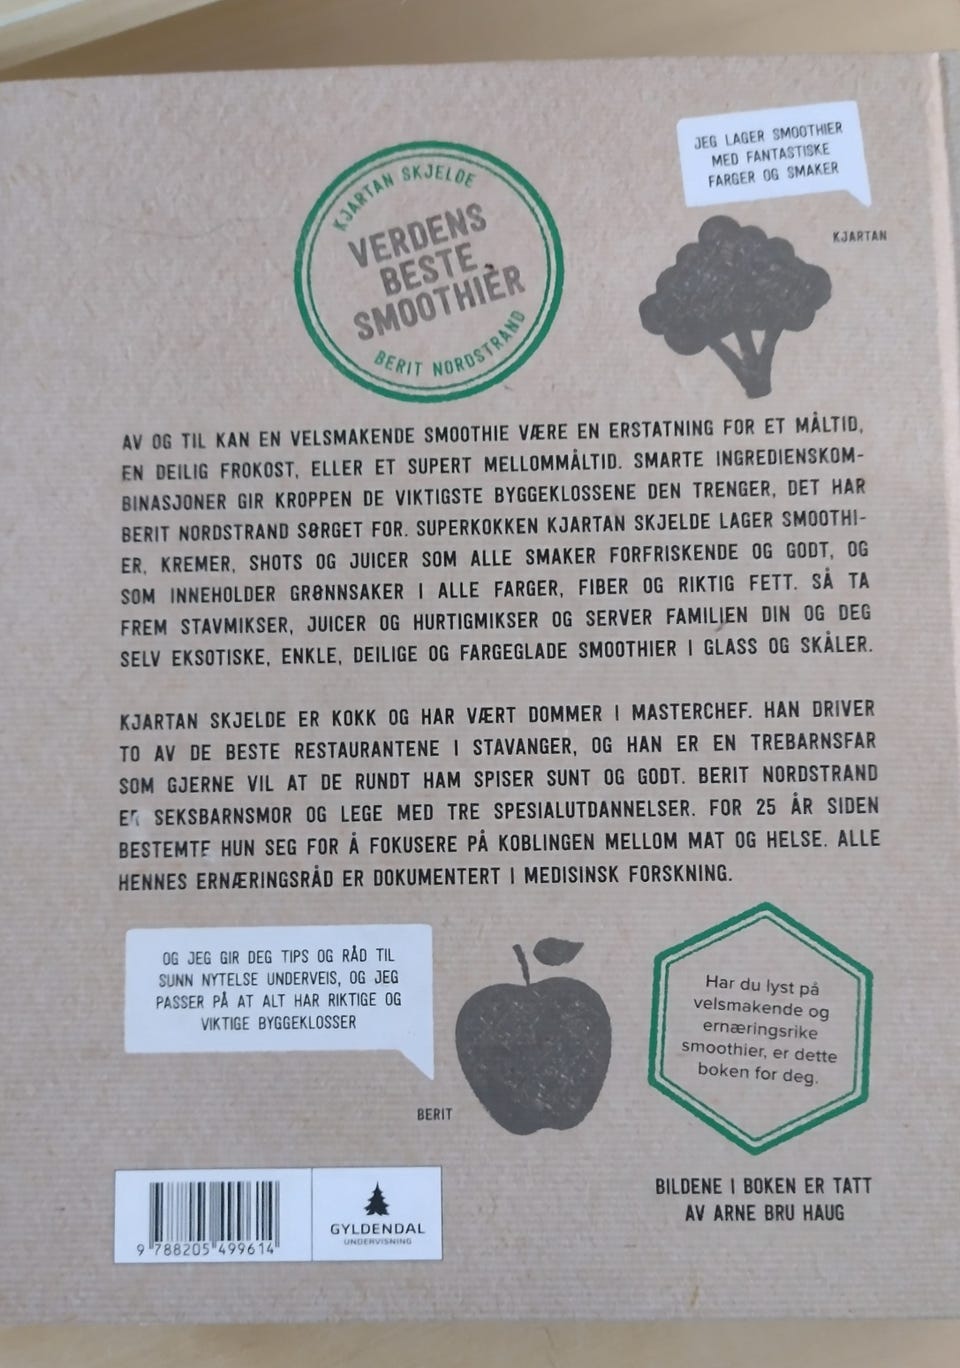 JEG LAGER SMOOTHIER
MED FANTASTISKE
FARGER OG SMAKER
KJARTAN
KJARTAN SKJELDE
VERDENS
BESTE
SMOOTHIER
BERIT NORDSTRAND
AV OG TIL KAN EN VELSMAKENDE SMOOTHIE VÆRE EN ERSTATNING FOR ET MÅLTID,
EN DEILIG FROKOST, ELLER ET SUPERT MELLOMMÅLTID. SMARTE INGREDIENSKOM-
BINASJONER GIR KROPPEN DE VIKTIGSTE BYGGEKLOSSENE DEN TRENGER, DET HAR
BERIT NORDSTRAND SØRGET FOR. SUPERKOKKEN KJARTAN SKJELDE LAGER SMOOTHI-
ER, KREMER, SHOTS OG JUICER SOM ALLE SMAKER FORFRISKENDE OG GODT, OG
SOM INNEHOLDER GRØNNSAKER I ALLE FARGER, FIBER OG RIKTIG FETT. SÅ TA
FREM STAVMIKSER, JUICER OG HURTIGMIKSER OG SERVER FAMILIEN DIN OG DEG
SELV EKSOTISKE, ENKLE, DEILIGE OG FARGEGLADE SMOOTHIER I GLASS OG SKÅLER.
KJARTAN SKJELDE ER KOKK OG HAR VÆRT DOMMER I MASTERCHEF. HAN DRIVER
TO AV DE BESTE RESTAURANTENE I STAVANGER, OG HAN ER EN TREBARNSFAR
SOM GJERNE VIL AT DE RUNDT HAM SPISER SUNT OG GODT. BERIT NORDSTRAND
ER SEKSBARNSMOR OG LEGE MED TRE SPESIALUTDANNELSER. FOR 25 ÅR SIDEN
BESTEMTE HUN SEG FOR Å FOKUSERE PÅ KOBLINGEN MELLOM MAT OG HELSE. ALLE
HENNES ERNÆRINGSRÅD ER DOKUMENTERT I MEDISINSK FORSKNING.
OG JEG GIR DEG TIPS OG RÅD TIL
SUNN NYTELSE UNDERVEIS, OG JEG
PASSER PÅ AT ALT HAR RIKTIGE OG
VIKTIGE BYGGEKLOSSER
BERIT
Har du lyst på
velsmakende og
ernæringsrike
smoothier, er dette
boken for deg.
BILDENE I BOKEN ER TATT
AV ARNE BRU HAUG
GYLDENDAL
UNDERVISNING
9 788205 499614